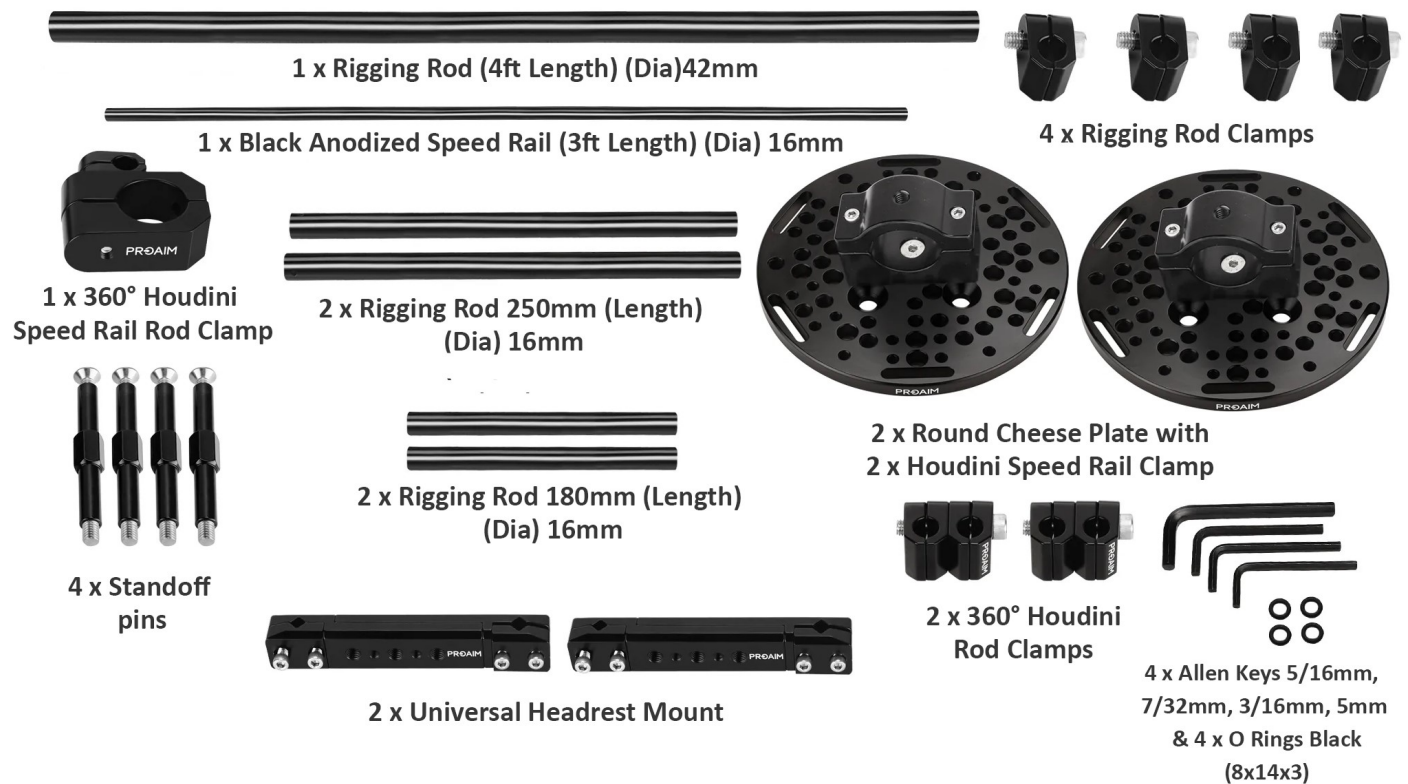 1 x Rigging Rod (4ft Length) (Dia)42mm
4 x Rigging Rod Clamps
1 x Black Anodized Speed Rail (3ft Length) (Dia) 16mm
PROAIM
1 x 360° Houdini
Speed Rail Rod Clamp
2 x Rigging Rod 250mm (Length)
(Dia) 16mm
PROAIM
PROAIM
2 x Round Cheese Plate with
2 x Houdini Speed Rail Clamp
2 x Rigging Rod 180mm (Length)
(Dia) 16mm
4 x Standoff
pins
PROAIM
PROAIM
2 x 360° Houdini
Rod Clamps
PROAIM
PROAIM
2 x Universal Headrest Mount
4 x Allen Keys 5/16mm,
7/32mm, 3/16mm, 5mm
& 4 x O Rings Black
(8x14x3)